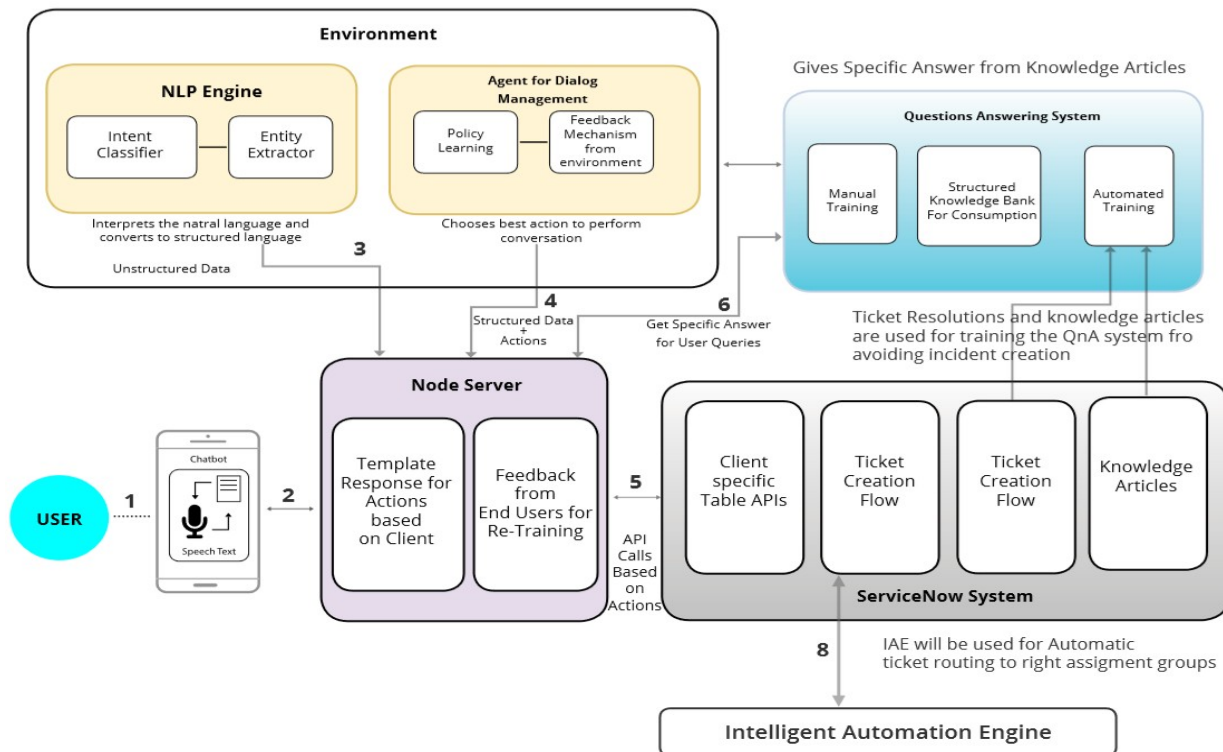 Environment
NLP Engine
Intent
Classifier
Entity
Extractor
Interprets the natral language and
converts to structured language
Unstructured Data
3
Agent for Dialog
Management
Policy
Learning
Feedback
Mechanism
from
environment
Chooses best action to perform
conversation
4
Structured Data
+
Actions
Gives Specific Answer from Knowledge Articles
Questions Answering System
Manual
Training
Structured
Knowledge Bank
For Consumption
Automated
Training
6
Get Specific Answer
for User Queries
Ticket Resolutions and knowledge articles
are used for training the QnA system fro
avoiding incident creation
USER
1
Chatbot
Speech Text
2
Node Server
Template
Response for
Actions
based
on Client
Feedback
from
End Users for
Re-Training
5
API
Calls
Based
on
Actions
Client
specific
Table APIs
Ticket
Creation
Flow
Ticket
Creation
Flow
Knowledge
Articles
ServiceNow System
8
IAE will be used for Automatic
ticket routing to right assigment groups
Intelligent Automation Engine